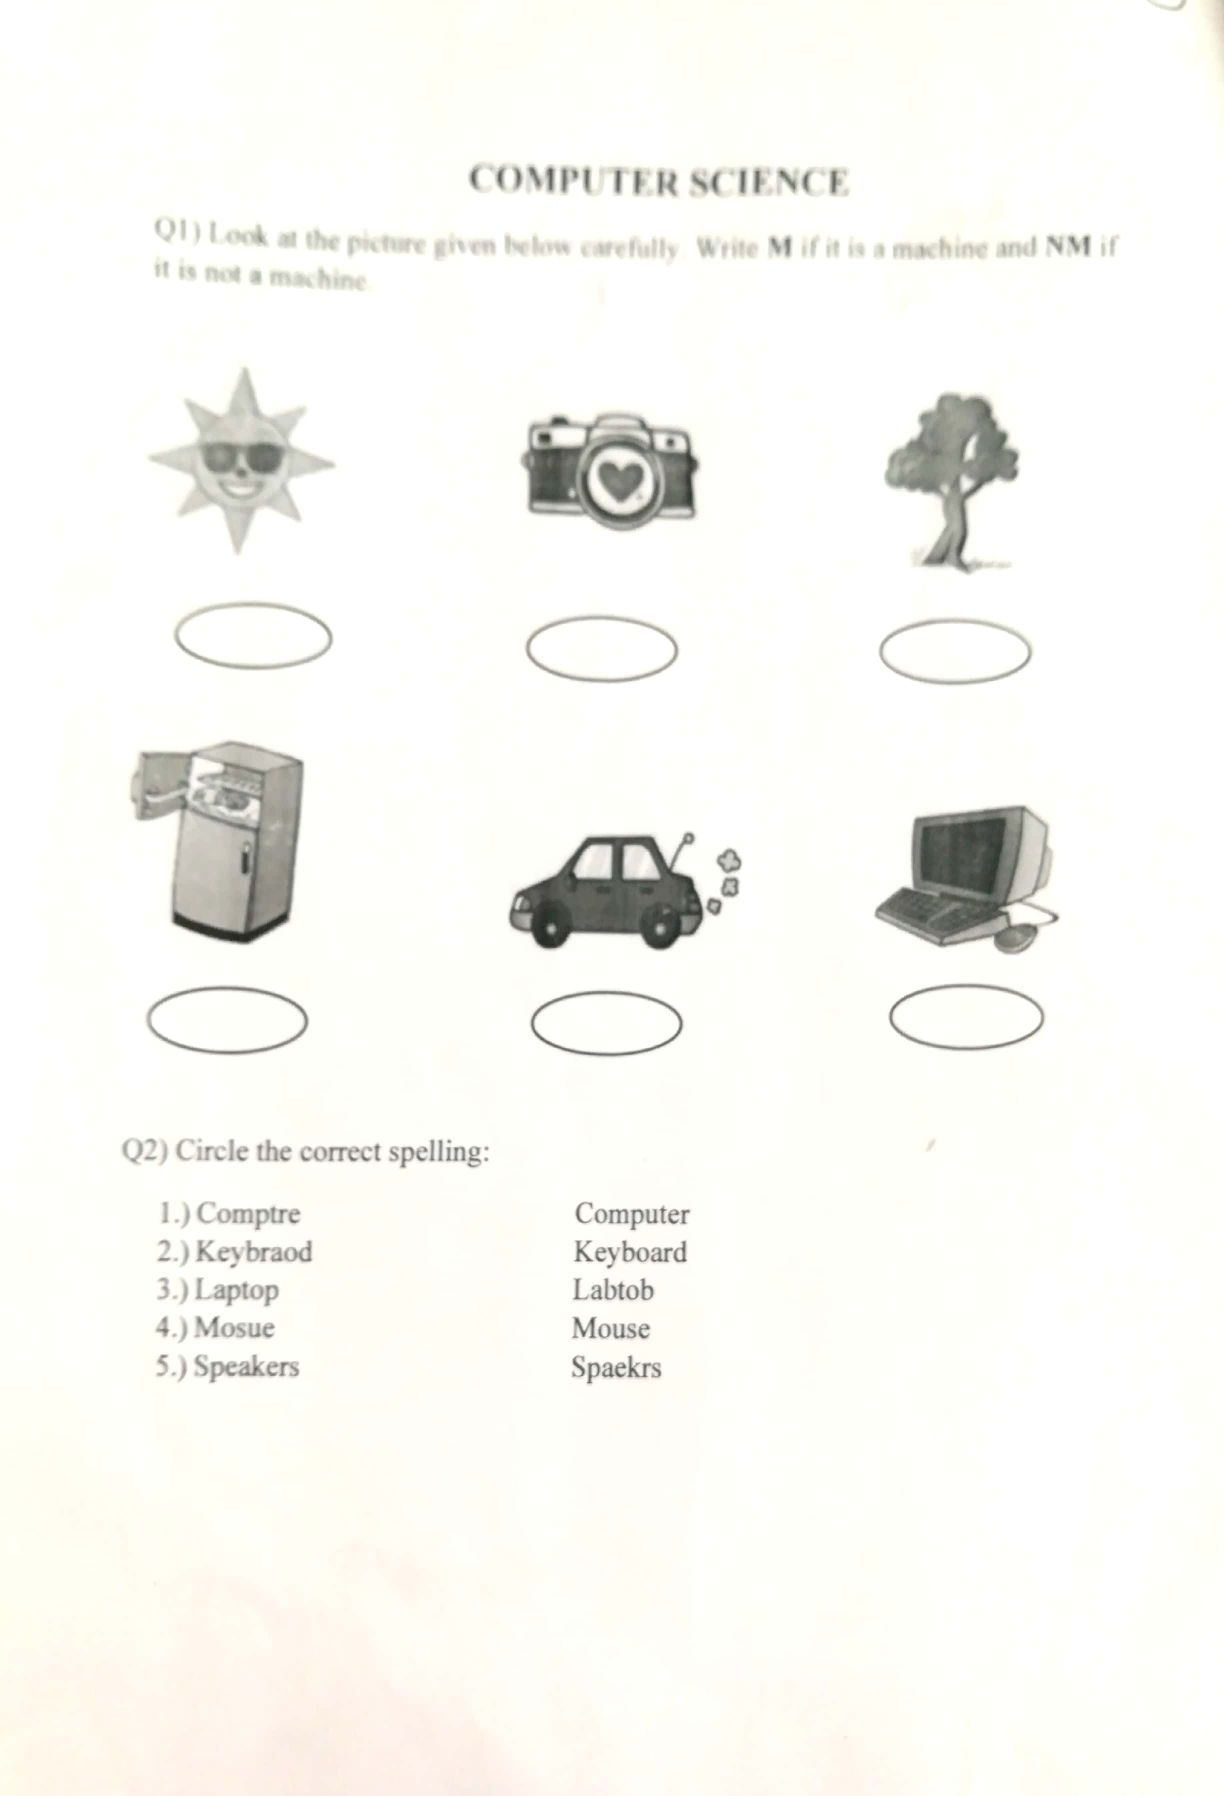 COMPUTER SCIENCE
Q1) Look at the picture given below carefully. Write M if it is a machine and NM if
it is not a machine.
Q2) Circle the correct spelling:
1.) Comptre Computer
2.) Keybraod Keyboard
3.) Laptop Labtob
4.) Mosue Mouse
5.) Speakers Spaekrs